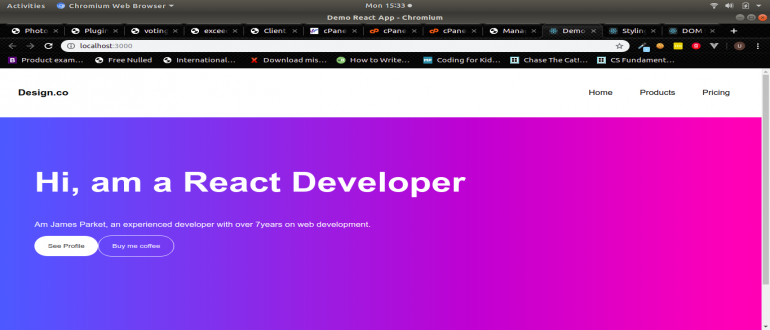 Activities Chromium Web Browser Mon 15:33
Demo React App - Chromium
Photo Plugin voting excee Client cPane cPane cPane Mana Demo Styling DOM
localhost:3000
Product exam... Free Nulled International... Download mis... How to Write... Coding for Kid... Chase The Cat!... CS Fundament...
Design.co Home Products Pricing
Hi, am a React Developer
Am James Parket, an experienced developer with over 7years on web development.
See Profile Buy me coffee